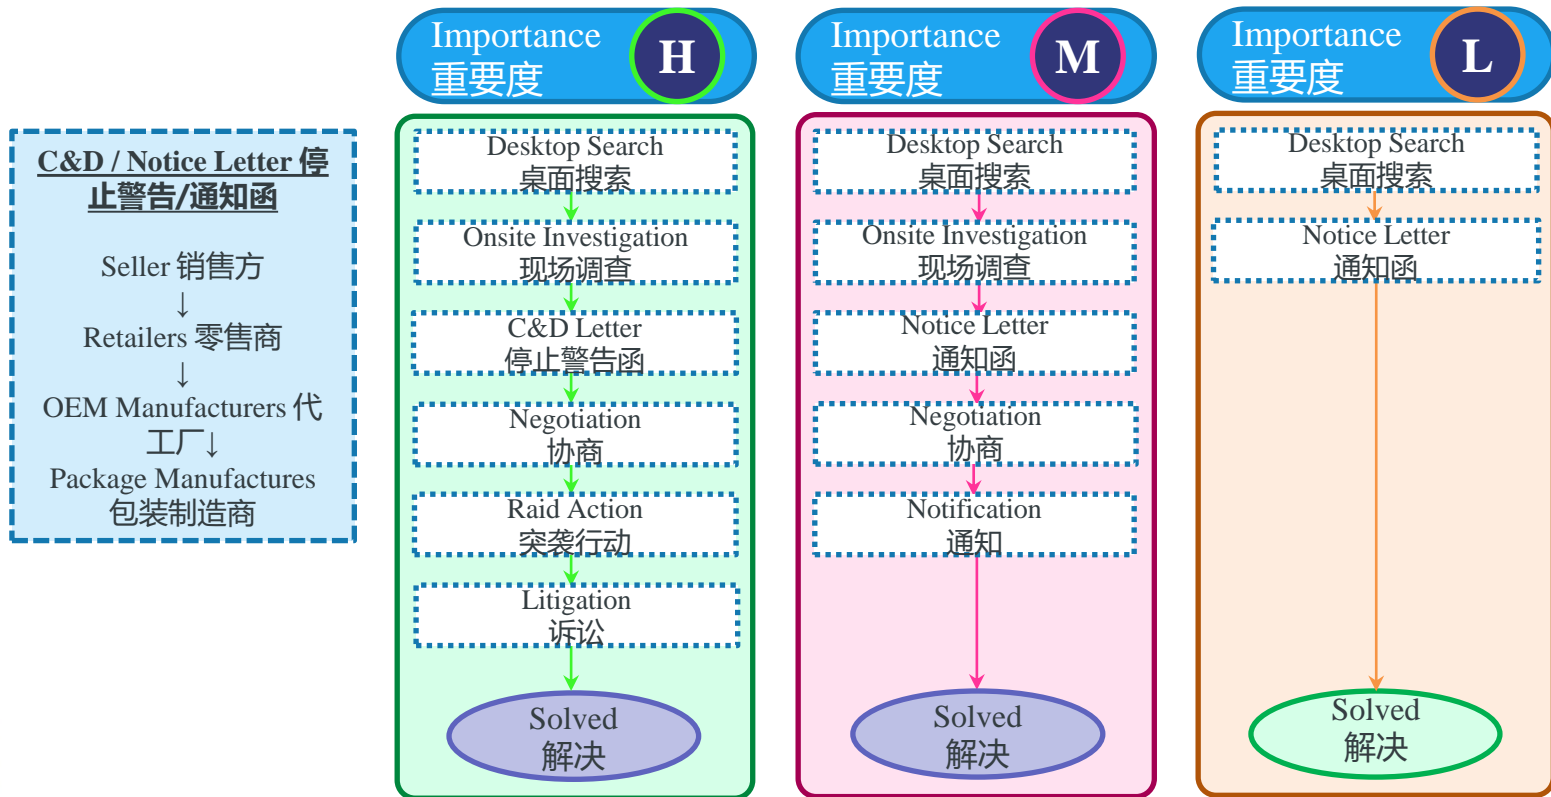 C&D / Notice Letter 停
止警告/通知函
Seller 销售方
↓
Retailers 零售商
↓
OEM Manufacturers 代
工厂↓
Package Manufactures
包装制造商
Importance
重要度
H
Desktop Search
桌面搜索
Onsite Investigation
现场调查
C&D Letter
停止警告函
Negotiation
协商
Raid Action
突袭行动
Litigation
诉讼
Solved
解决
Importance
重要度
M
Desktop Search
桌面搜索
Onsite Investigation
现场调查
Notice Letter
通知函
Negotiation
协商
Notification
通知
Solved
解决
Importance
重要度
L
Desktop Search
桌面搜索
Notice Letter
通知函
Solved
解决